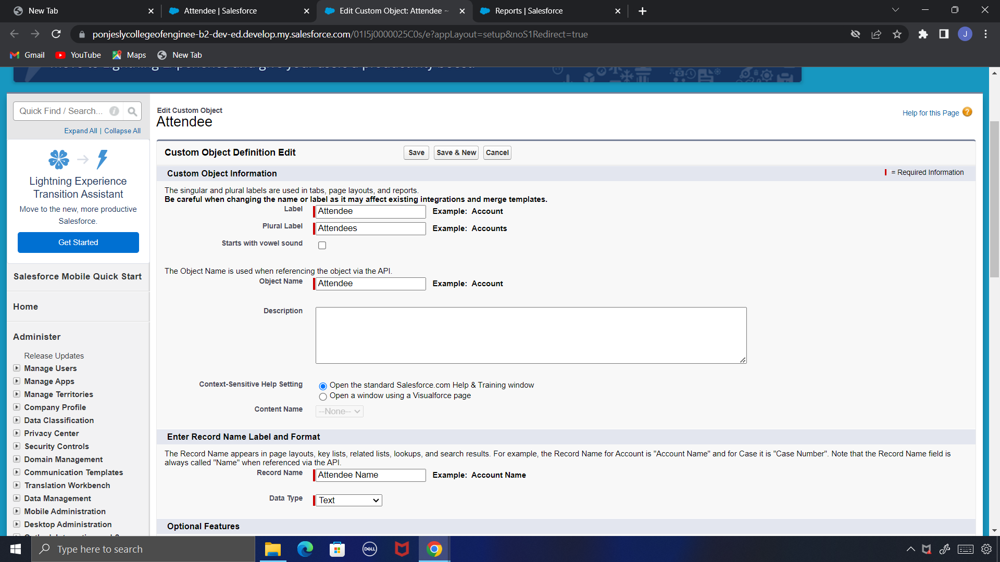 New Tab
Attendee | Salesforce
Edit Custom Object: Attendee ~
Reports | Salesforce
ponjeslycollegeofenginee-b2-dev-ed.develop.my.salesforce.com/01I5j0000025C0s/e?appLayout=setup&noS1Redirect=true
J
Gmail
YouTube
Maps
New Tab
Quick Find / Search...
Expand All | Collapse All
Lightning Experience
Transition Assistant
Move to the new, more productive
Salesforce.
Get Started
Salesforce Mobile Quick Start
Home
Administer
Release Updates
Manage Users
Manage Apps
Manage Territories
Company Profile
Data Classification
Privacy Center
Security Controls
Domain Management
Communication Templates
Translation Workbench
Data Management
Mobile Administration
Desktop Administration
Edit Custom Object
Attendee
Help for this Page ?
Custom Object Definition Edit
Save
Save & New
Cancel
Custom Object Information
= Required Information
The singular and plural labels are used in tabs, page layouts, and reports.
Be careful when changing the name or label as it may affect existing integrations and merge templates.
Label Attendee Example: Account
Plural Label Attendees Example: Accounts
Starts with vowel sound
The Object Name is used when referencing the object via the API.
Object Name Attendee Example: Account
Description
Context-Sensitive Help Setting Open the standard Salesforce.com Help & Training window
Open a window using a Visualforce page
Content Name --None--
Enter Record Name Label and Format
The Record Name appears in page layouts, key lists, related lists, lookups, and search results. For example, the Record Name for Account is "Account Name" and for Case it is "Case Number". Note that the Record Name field is
always called "Name" when referenced via the API.
Record Name Attendee Name Example: Account Name
Data Type Text
Optional Features
Type here to search
DELL